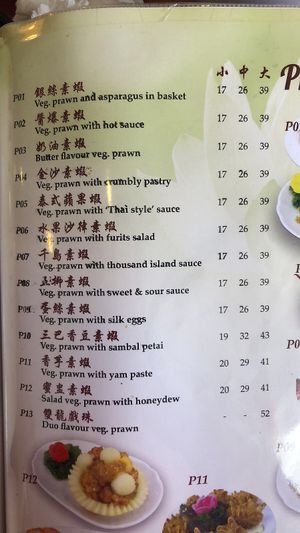 小 中 大
P01 銀絲素蝦 17 26 39
Veg. prawn and asparagus in basket
P02 醬爆素蝦 17 26 39
Veg. prawn with hot sauce
P03 奶油素蝦 17 26 39
Butter flavour veg. prawn
P04 金沙素蝦 17 26 39
Veg. prawn with crumbly pastry
P05 泰式蘋果蝦 17 26 39
Veg. prawn with 'Thai style' sauce
P06 水果沙律素蝦 17 26 39
Veg. prawn with furits salad
P07 千島素蝦 17 26 39
Veg. prawn with thousand island sauce
P08 五柳素蝦 17 26 39
Veg. prawn with sweet & sour sauce
P09 蛋絲素蝦 17 26 39
Veg. prawn with silk eggs
P10 三巴香豆素蝦 19 32 43
Veg. prawn with sambal petai
P11 香芋素蝦 20 29 41
Veg. prawn with yam paste
P12 蜜瓜素蝦 20 29 41
Salad veg. prawn with honeydew
P13 雙龍戲珠 - - 52
Duo flavour veg. prawn
P12
P11